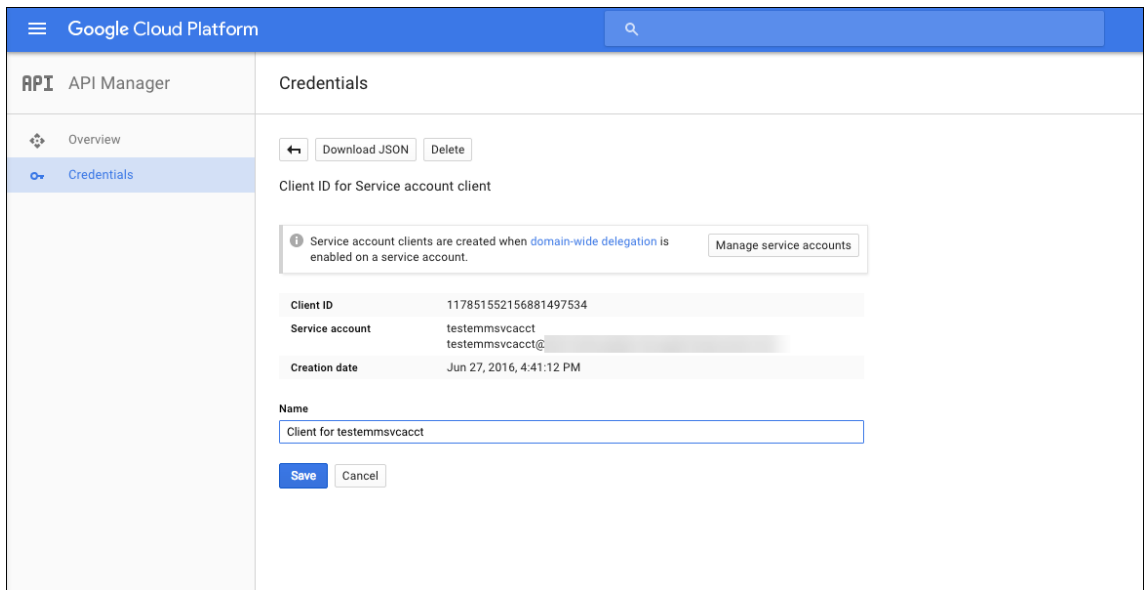 Google Cloud Platform
API API Manager
Overview
Credentials
Credentials
Download JSON
Delete
Client ID for Service account client
Service account clients are created when domain-wide delegation is
enabled on a service account.
Manage service accounts
Client ID 117851552156881497534
Service account testemmsvcacct
testemmsvcacct@
Creation date Jun 27, 2016, 4:41:12 PM
Name
Client for testemmsvcacct
Save Cancel